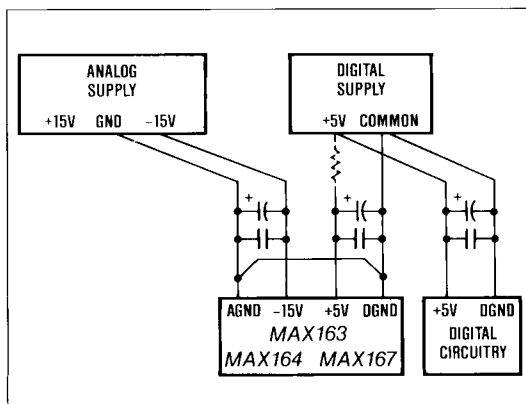 ANALOG
SUPPLY
+15V GND −15V
DIGITAL
SUPPLY
+5V COMMON
+
+
+
AGND −15V +5V DGND
MAX163
MAX164 MAX167
+5V DGND
DIGITAL
CIRCUITRY